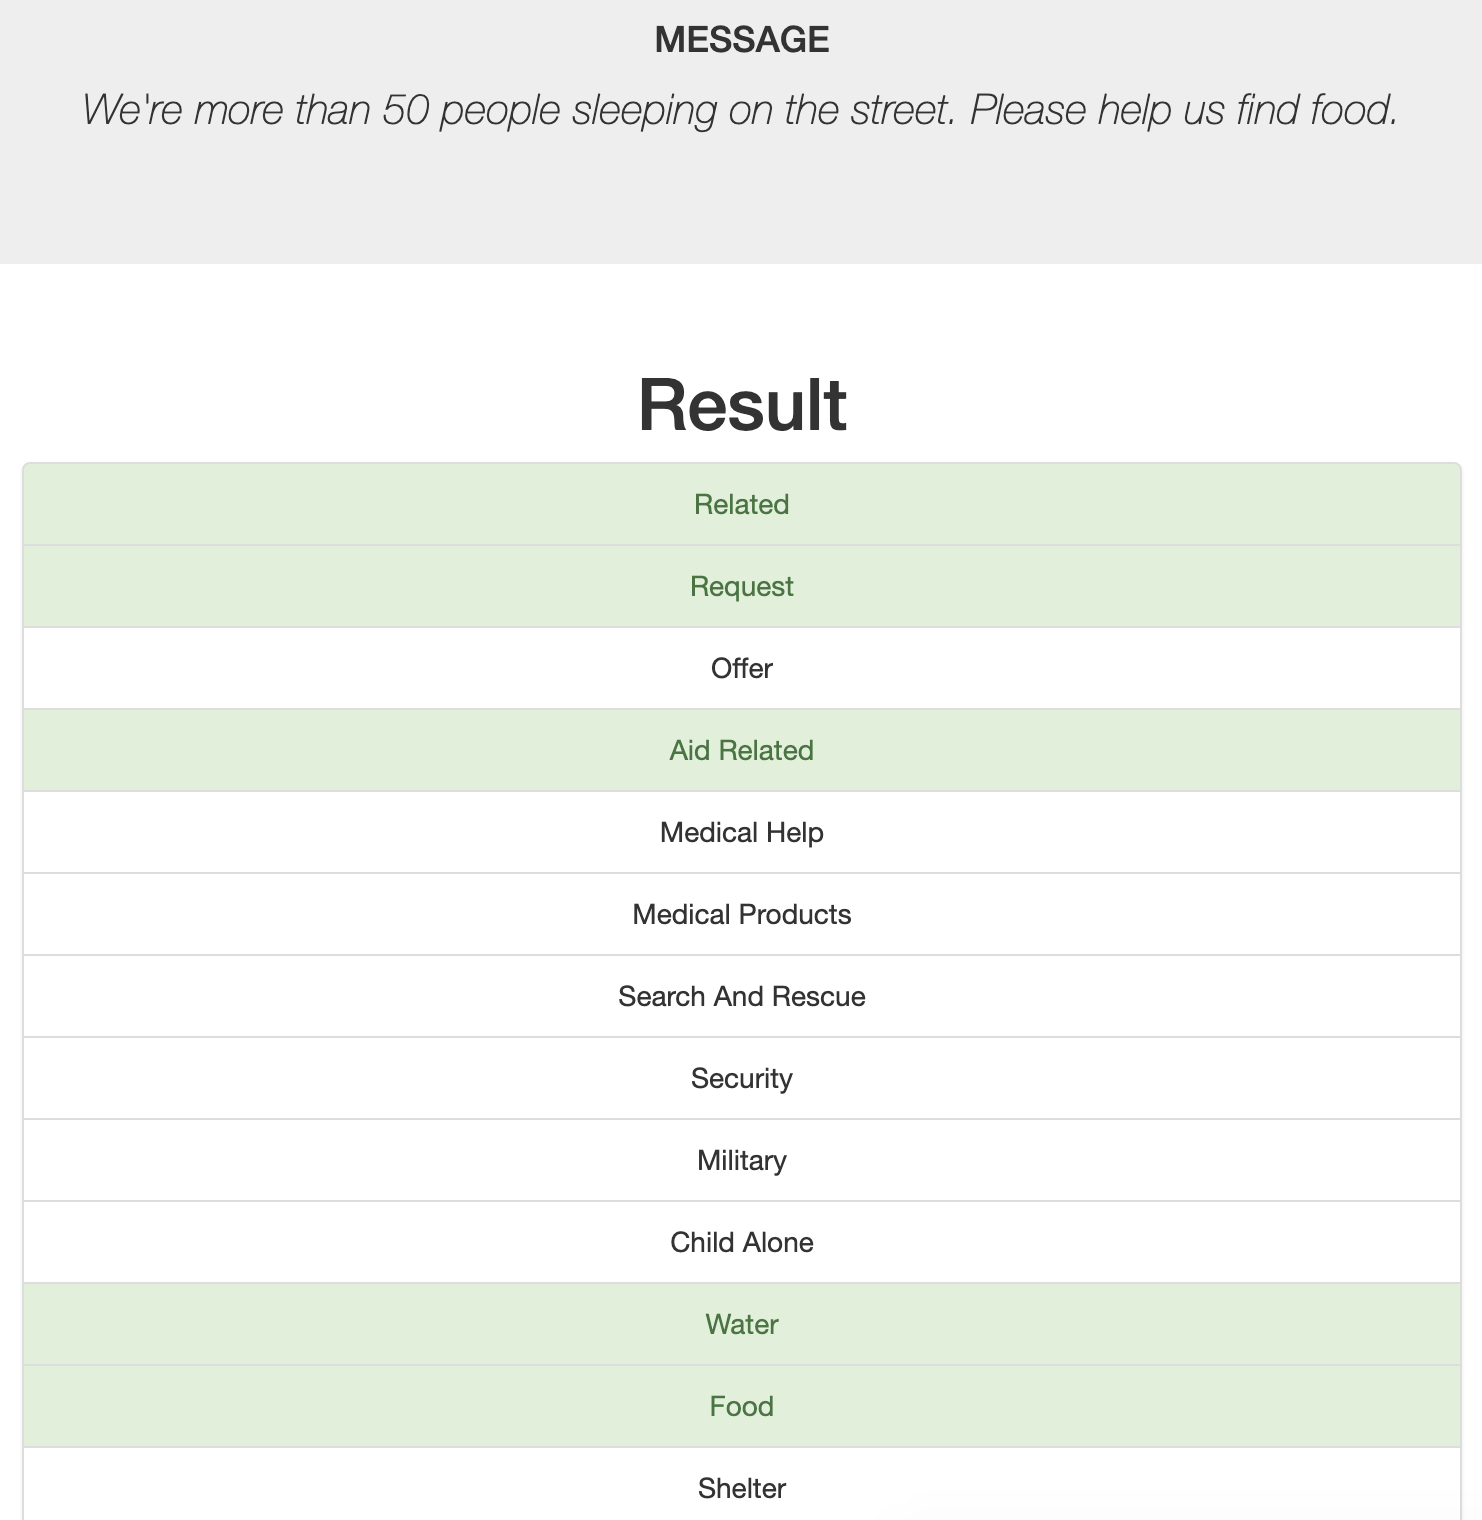 MESSAGE
We're more than 50 people sleeping on the street. Please help us find food.
Result
Related
Request
Offer
Aid Related
Medical Help
Medical Products
Search And Rescue
Security
Military
Child Alone
Water
Food
Shelter